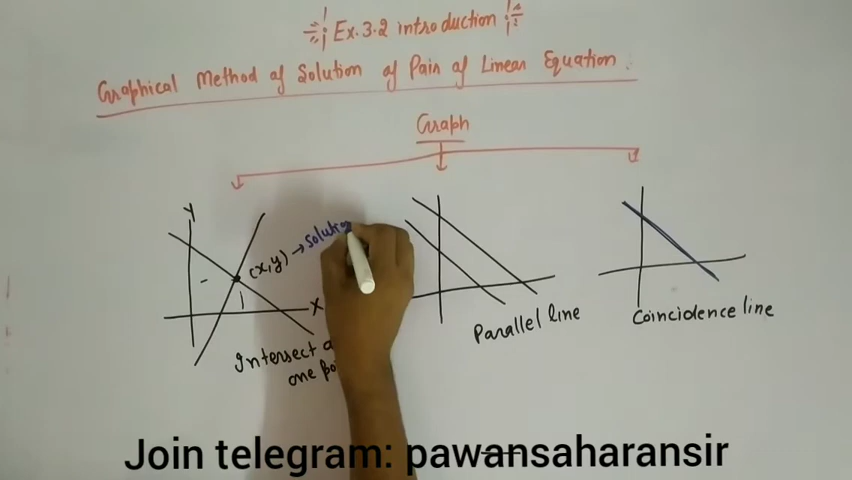 Ex.3.2 introduction
Graphical Method of Solution of Pair of Linear Equation.
Graph
Y
(x,y) → Solution
X
Intersect a
one poi
Parallel line
Coincidence line
Join telegram: pawansaharansir